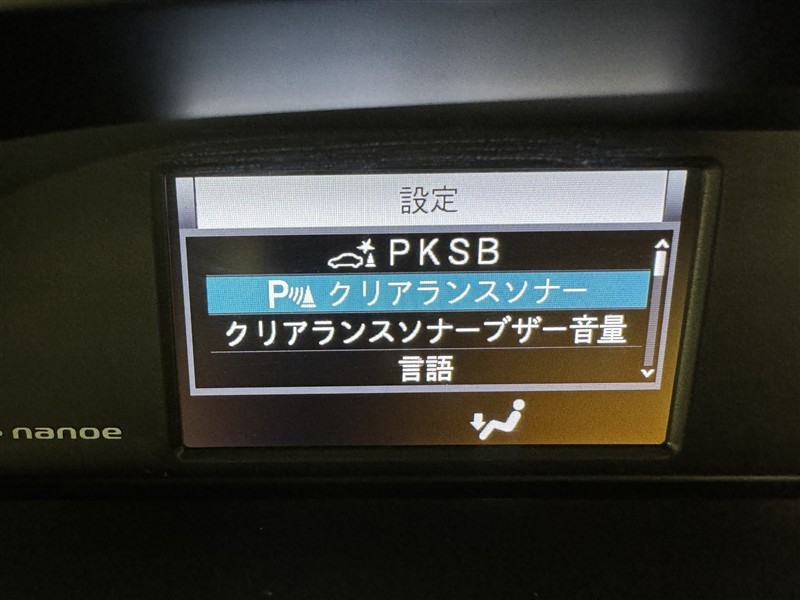 設定
PKSB
P クリアランスソナー
クリアランスソナーブザー音量
言語
nanoe